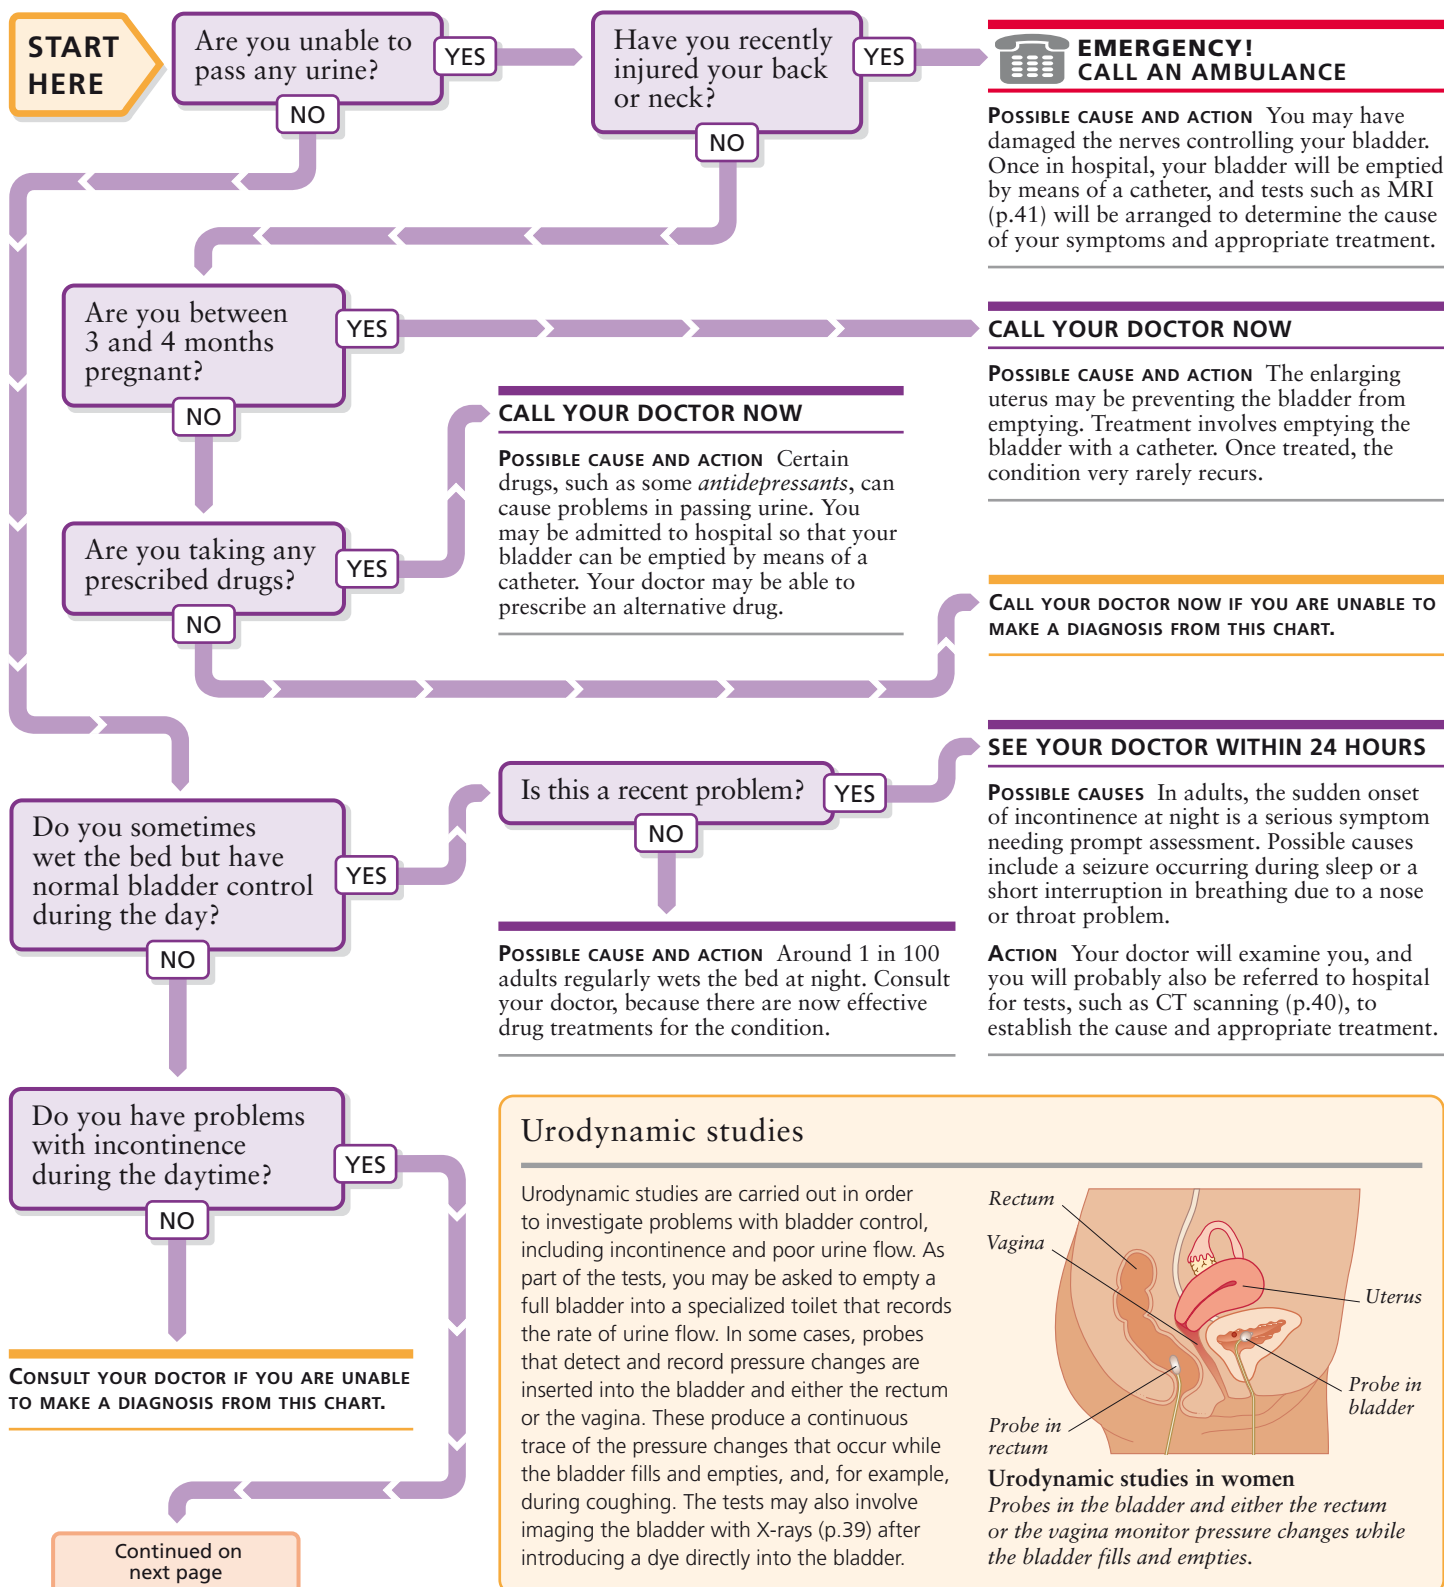 START
HERE
Are you unable to
pass any urine?
YES
NO
Have you recently
injured your back
or neck?
YES
NO
EMERGENCY!
CALL AN AMBULANCE
POSSIBLE CAUSE AND ACTION You may have
damaged the nerves controlling your bladder.
Once in hospital, your bladder will be emptied
by means of a catheter, and tests such as MRI
(p.41) will be arranged to determine the cause
of your symptoms and appropriate treatment.
Are you between
3 and 4 months
pregnant?
YES
NO
CALL YOUR DOCTOR NOW
POSSIBLE CAUSE AND ACTION The enlarging
uterus may be preventing the bladder from
emptying. Treatment involves emptying the
bladder with a catheter. Once treated, the
condition very rarely recurs.
Are you taking any
prescribed drugs?
YES
NO
CALL YOUR DOCTOR NOW
POSSIBLE CAUSE AND ACTION Certain
drugs, such as some antidepressants, can
cause problems in passing urine. You
may be admitted to hospital so that your
bladder can be emptied by means of a
catheter. Your doctor may be able to
prescribe an alternative drug.
CALL YOUR DOCTOR NOW IF YOU ARE UNABLE TO
MAKE A DIAGNOSIS FROM THIS CHART.
Do you sometimes
wet the bed but have
normal bladder control
during the day?
YES
NO
Is this a recent problem?
YES
NO
SEE YOUR DOCTOR WITHIN 24 HOURS
POSSIBLE CAUSES In adults, the sudden onset
of incontinence at night is a serious symptom
needing prompt assessment. Possible causes
include a seizure occurring during sleep or a
short interruption in breathing due to a nose
or throat problem.
ACTION Your doctor will examine you, and
you will probably also be referred to hospital
for tests, such as CT scanning (p.40), to
establish the cause and appropriate treatment.
POSSIBLE CAUSE AND ACTION Around 1 in 100
adults regularly wets the bed at night. Consult
your doctor, because there are now effective
drug treatments for the condition.
Do you have problems
with incontinence
during the daytime?
YES
NO
CONSULT YOUR DOCTOR IF YOU ARE UNABLE
TO MAKE A DIAGNOSIS FROM THIS CHART.
Continued on
next page
Urodynamic studies
Urodynamic studies are carried out in order
to investigate problems with bladder control,
including incontinence and poor urine flow. As
part of the tests, you may be asked to empty a
full bladder into a specialized toilet that records
the rate of urine flow. In some cases, probes
that detect and record pressure changes are
inserted into the bladder and either the rectum
or the vagina. These produce a continuous
trace of the pressure changes that occur while
the bladder fills and empties, and, for example,
during coughing. The tests may also involve
imaging the bladder with X-rays (p.39) after
introducing a dye directly into the bladder.
Rectum
Vagina
Uterus
Probe in
bladder
Probe in
rectum
Urodynamic studies in women
Probes in the bladder and either the rectum
or the vagina monitor pressure changes while
the bladder fills and empties.